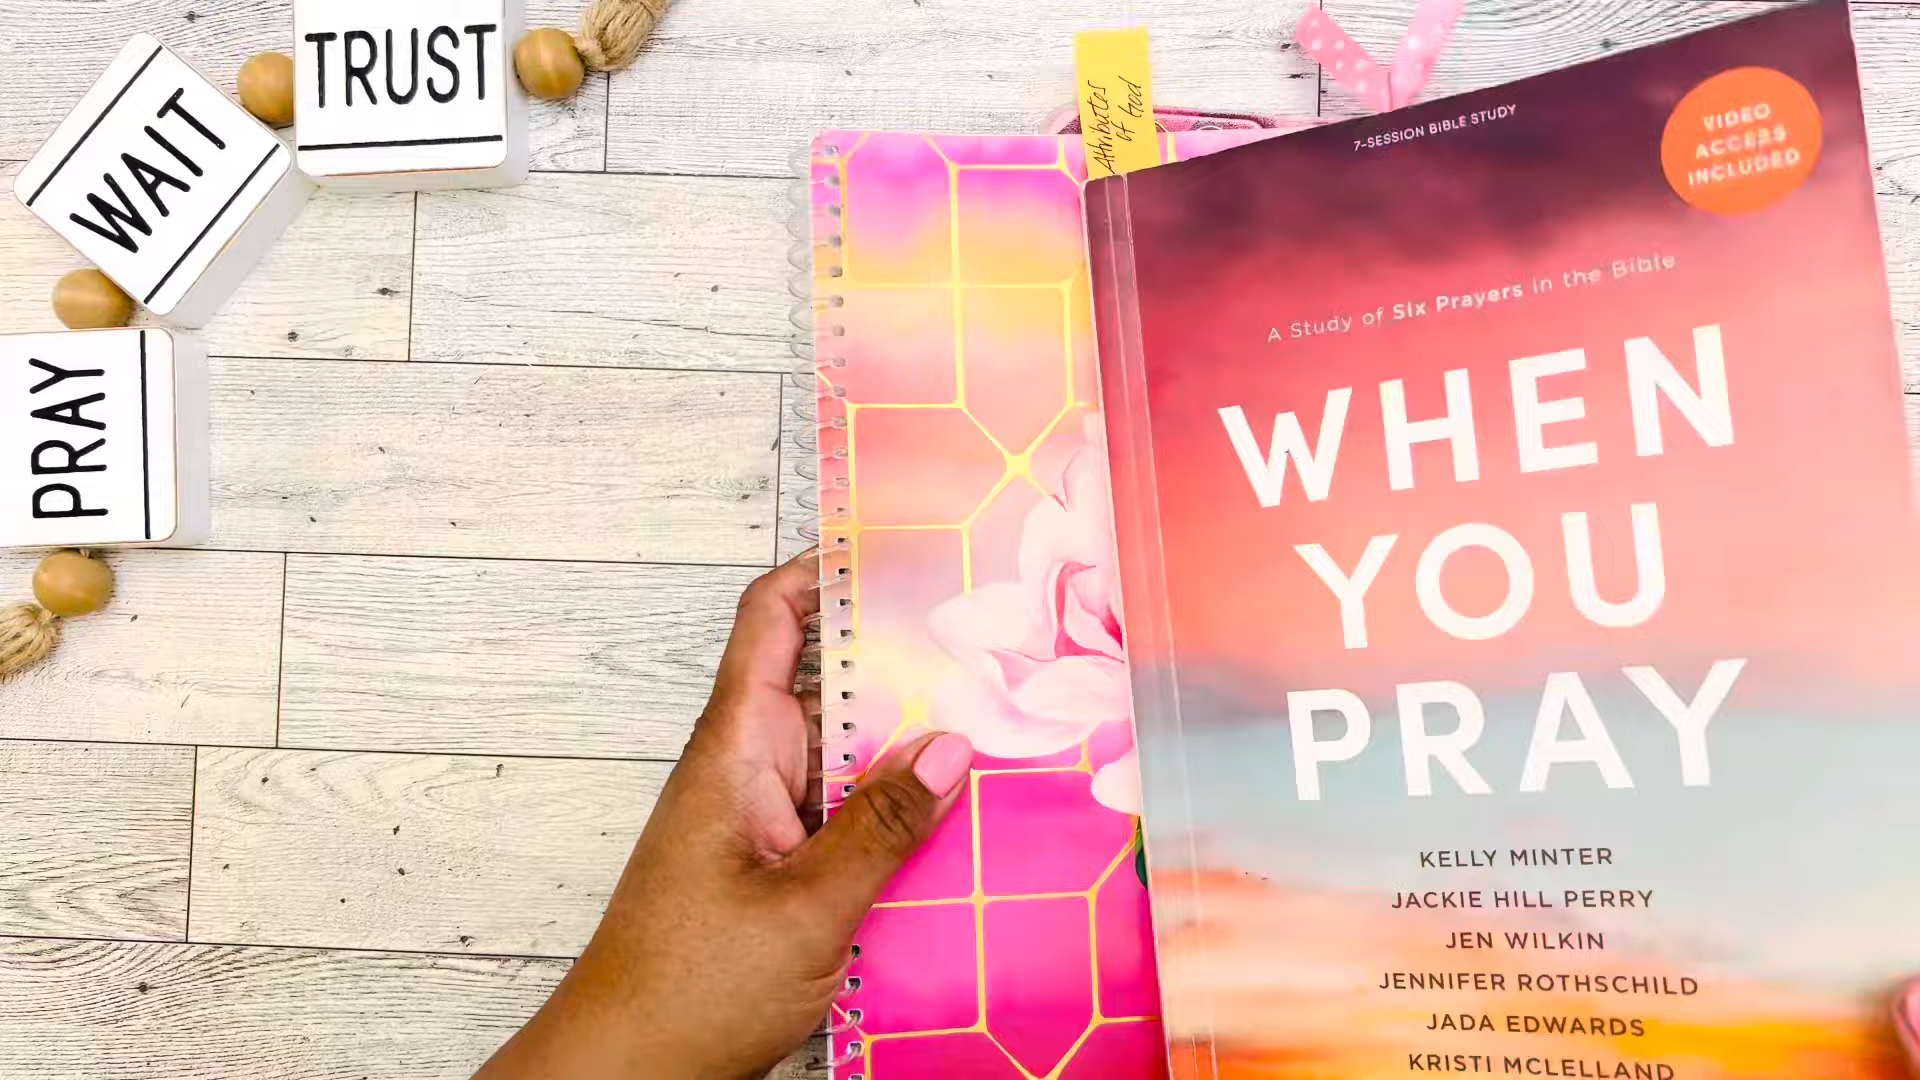 TRUST
WAIT
PRAY
Attributes
of God
7-SESSION BIBLE STUDY
VIDEO
ACCESS
INCLUDED
A Study of Six Prayers in the Bible
WHEN
YOU
PRAY
KELLY MINTER
JACKIE HILL PERRY
JEN WILKIN
JENNIFER ROTHSCHILD
JADA EDWARDS
KRISTI MCLELLAND